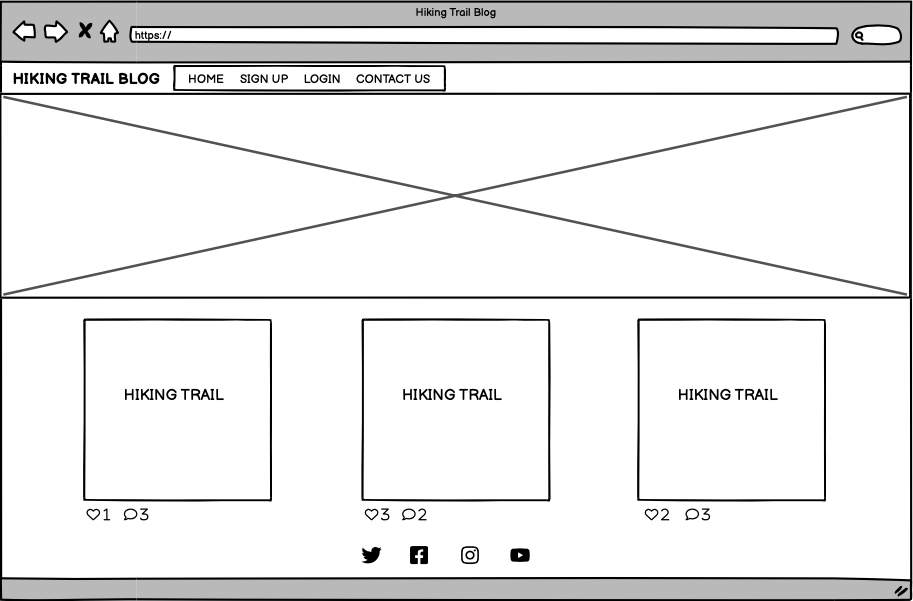 Hiking Trail Blog
https://
HIKING TRAIL BLOG HOME SIGN UP LOGIN CONTACT US
HIKING TRAIL HIKING TRAIL HIKING TRAIL
1 3 3 2 2 3